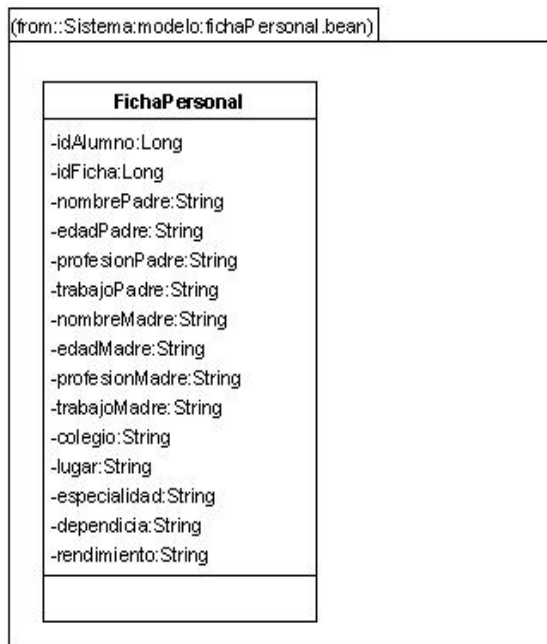 (from::Sistema:modelo:fichaPersonal.bean)
FichaPersonal
-idAlumno:Long
-idFicha:Long
-nombrePadre:String
-edadPadre:String
-profesionPadre:String
-trabajoPadre:String
-nombreMadre:String
-edadMadre:String
-profesionMadre:String
-trabajoMadre:String
-colegio:String
-lugar:String
-especialidad:String
-dependicia:String
-rendimiento:String